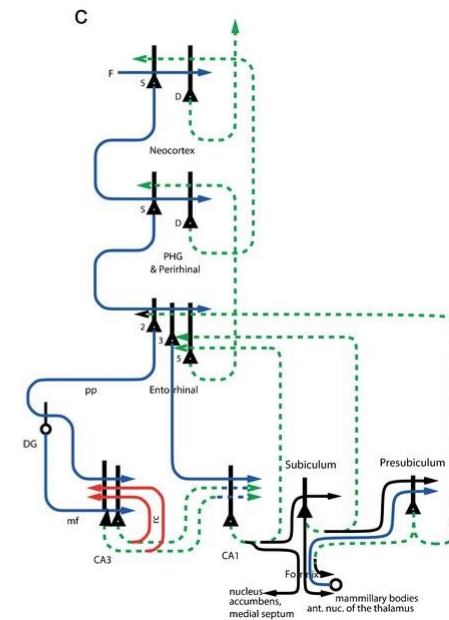 C
F
S
D
Neocortex
S
D
PHG
& Perirhinal
2
3
5
pp
Entorhinal
DG
Subiculum
Presubiculum
mf
rc
CA3
CA1
Fornix
nucleus
accumbens,
medial septum
mammillary bodies
ant. nuc. of the thalamus